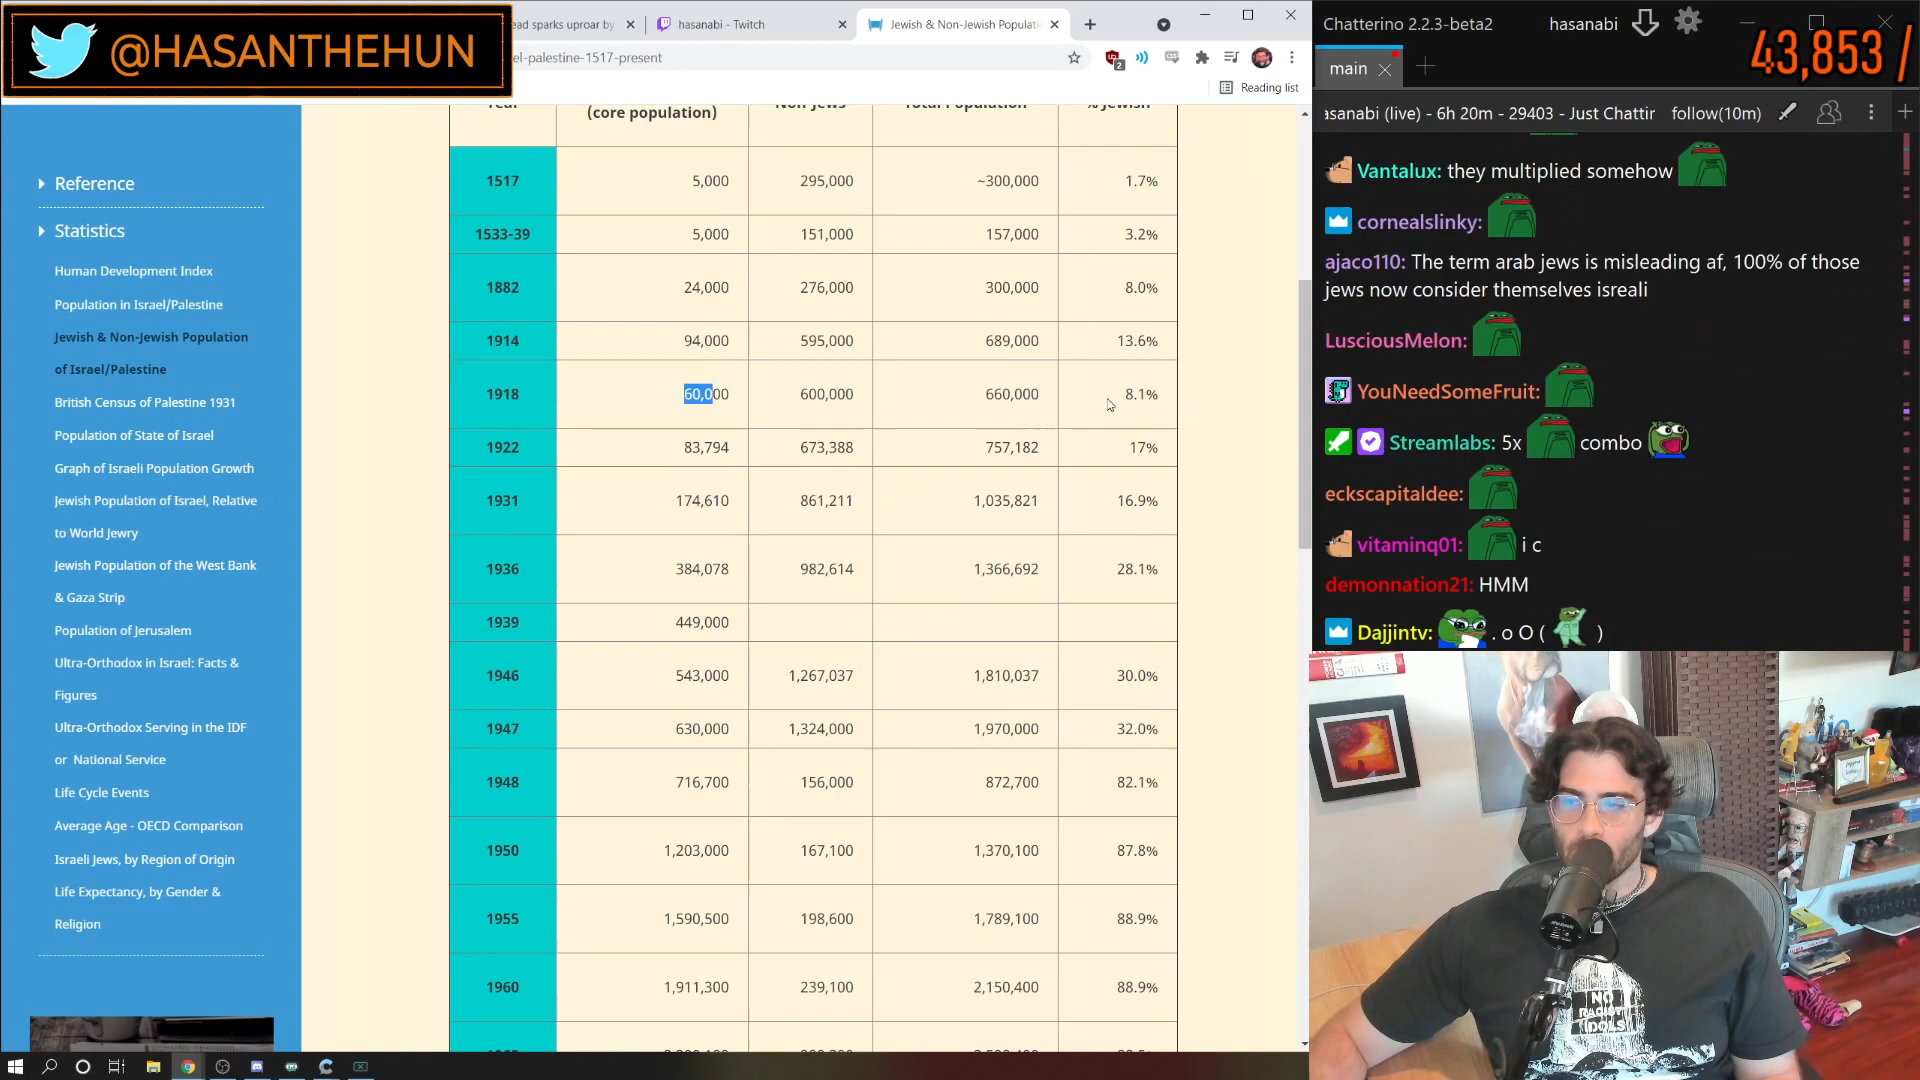 @HASANTHEHUN
ead sparks uproar by
hasanabi - Twitch
Jewish & Non-Jewish Populati
el-palestine-1517-present
2
Reading list
Reference
Statistics
Human Development Index
Population in Israel/Palestine
Jewish & Non-Jewish Population
of Israel/Palestine
British Census of Palestine 1931
Population of State of Israel
Graph of Israeli Population Growth
Jewish Population of Israel, Relative
to World Jewry
Jewish Population of the West Bank
& Gaza Strip
Population of Jerusalem
Ultra-Orthodox in Israel: Facts &
Figures
Ultra-Orthodox Serving in the IDF
or National Service
Life Cycle Events
Average Age - OECD Comparison
Israeli Jews, by Region of Origin
Life Expectancy, by Gender &
Religion
Year (core population) Non-Jews Total Population % Jewish
1517 5,000 295,000 ~300,000 1.7%
1533-39 5,000 151,000 157,000 3.2%
1882 24,000 276,000 300,000 8.0%
1914 94,000 595,000 689,000 13.6%
1918 60,000 600,000 660,000 8.1%
1922 83,794 673,388 757,182 17%
1931 174,610 861,211 1,035,821 16.9%
1936 384,078 982,614 1,366,692 28.1%
1939 449,000
1946 543,000 1,267,037 1,810,037 30.0%
1947 630,000 1,324,000 1,970,000 32.0%
1948 716,700 156,000 872,700 82.1%
1950 1,203,000 167,100 1,370,100 87.8%
1955 1,590,500 198,600 1,789,100 88.9%
1960 1,911,300 239,100 2,150,400 88.9%
Chatterino 2.2.3-beta2
hasanabi
43,853 /
main
asanabi (live) - 6h 20m - 29403 - Just Chattir
follow(10m)
Vantalux: they multiplied somehow
cornealslinky:
ajaco110: The term arab jews is misleading af, 100% of those
jews now consider themselves isreali
LusciousMelon:
YouNeedSomeFruit:
Streamlabs: 5x combo
eckscapitaldee:
vitaminq01: i c
demonnation21: HMM
Dajjintv: . o O ( )
NO
RACIST
IDOLS